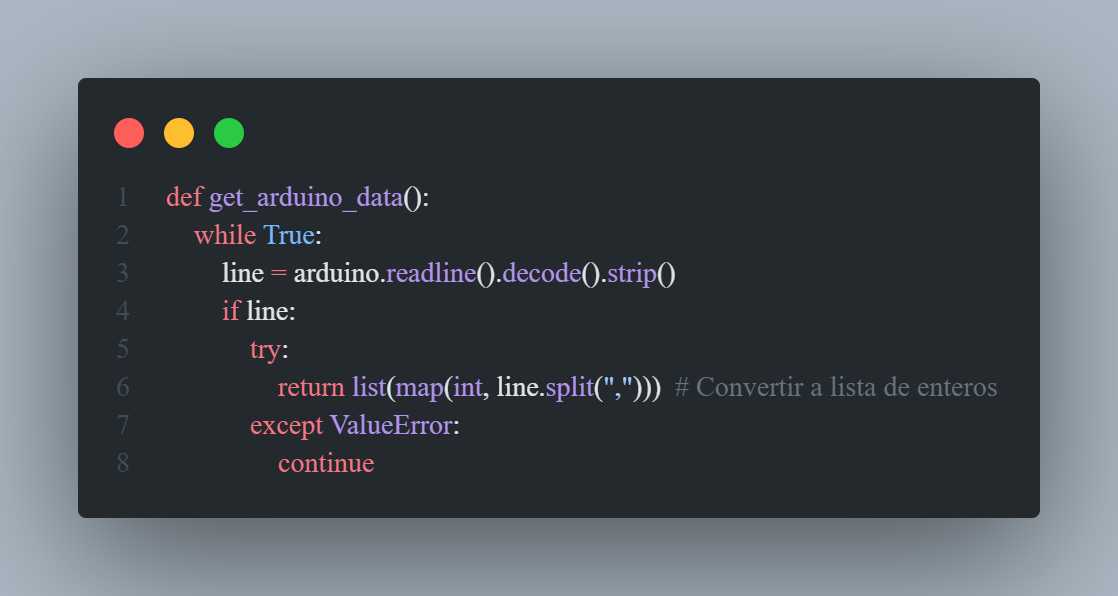 1 def get_arduino_data():
2 while True:
3 line = arduino.readline().decode().strip()
4 if line:
5 try:
6 return list(map(int, line.split(","))) # Convertir a lista de enteros
7 except ValueError:
8 continue